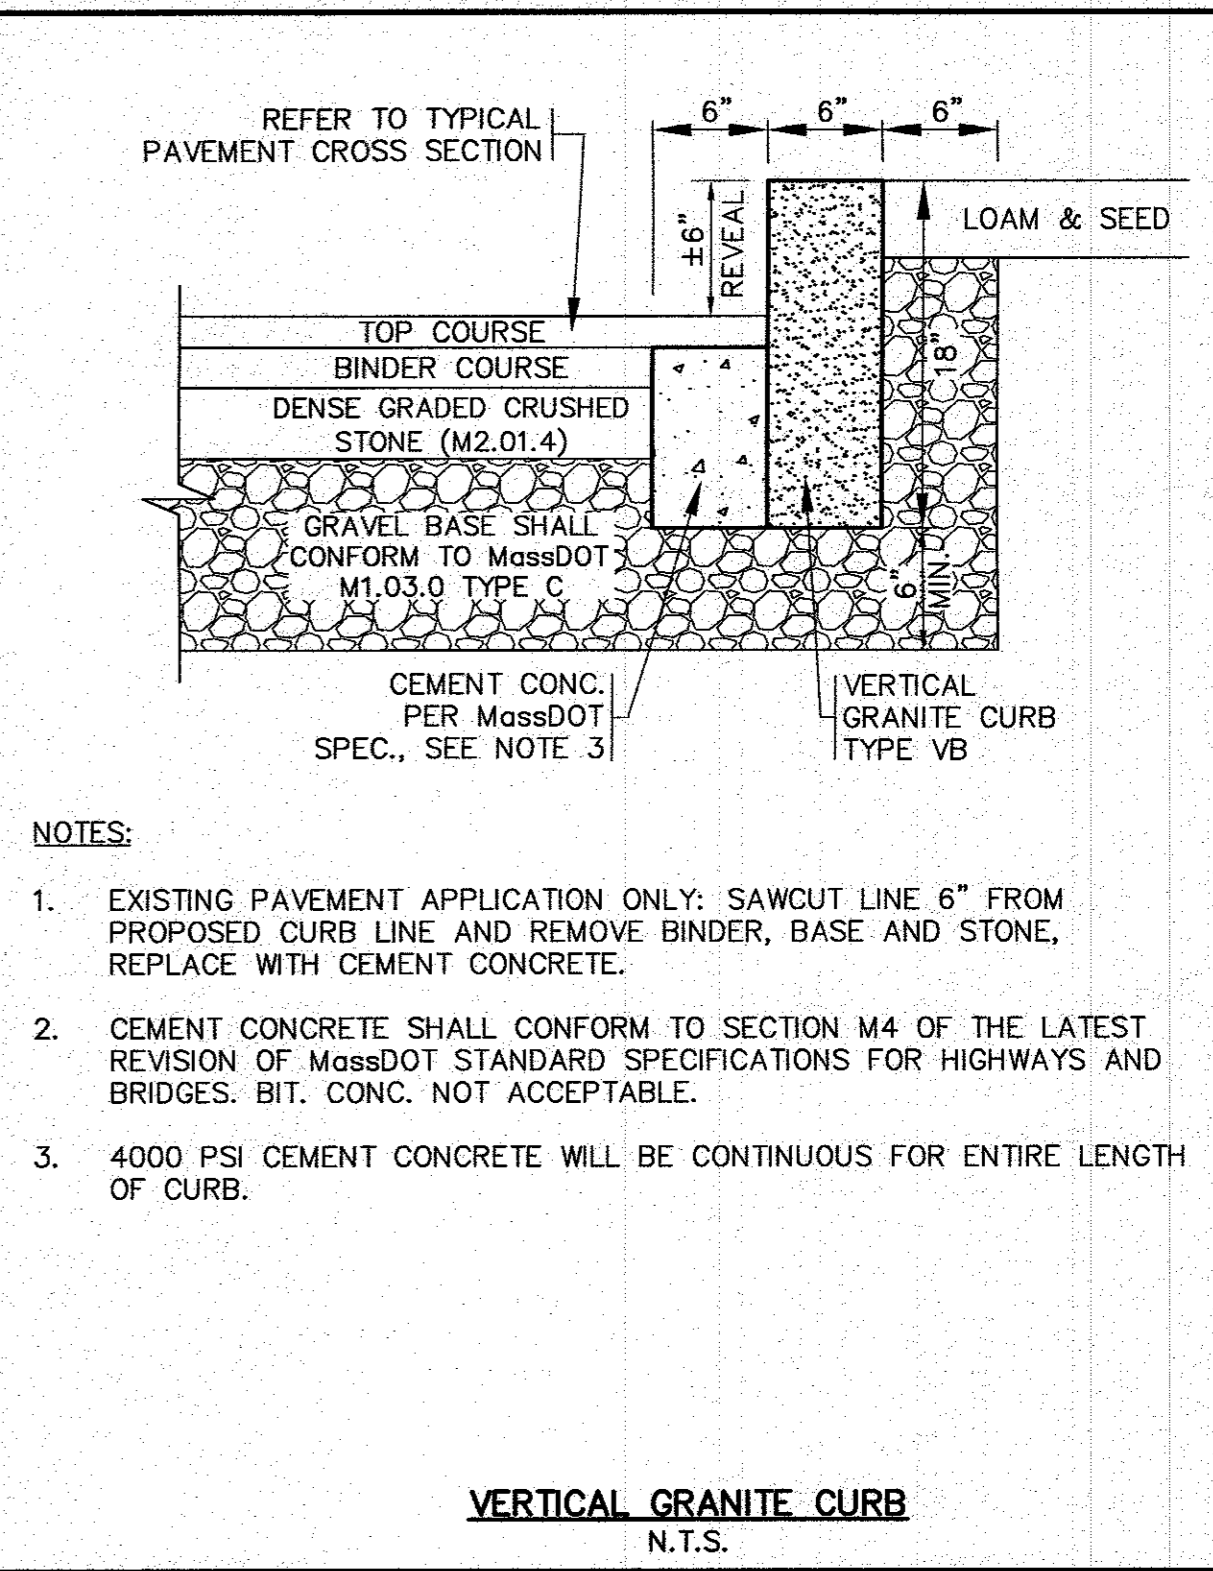 REFER TO TYPICAL
PAVEMENT CROSS SECTION
6"
6"
6"
±6"
REVEAL
LOAM & SEED
TOP COURSE
BINDER COURSE
DENSE GRADED CRUSHED
STONE (M2.01.4)
18"
GRAVEL BASE SHALL
CONFORM TO MassDOT
M1.03.0 TYPE C
6"
MIN.
CEMENT CONC.
PER MassDOT
SPEC., SEE NOTE 3
VERTICAL
GRANITE CURB
TYPE VB
NOTES:
1. EXISTING PAVEMENT APPLICATION ONLY: SAWCUT LINE 6" FROM
PROPOSED CURB LINE AND REMOVE BINDER, BASE AND STONE,
REPLACE WITH CEMENT CONCRETE.
2. CEMENT CONCRETE SHALL CONFORM TO SECTION M4 OF THE LATEST
REVISION OF MassDOT STANDARD SPECIFICATIONS FOR HIGHWAYS AND
BRIDGES. BIT. CONC. NOT ACCEPTABLE.
3. 4000 PSI CEMENT CONCRETE WILL BE CONTINUOUS FOR ENTIRE LENGTH
OF CURB.
VERTICAL GRANITE CURB
N.T.S.